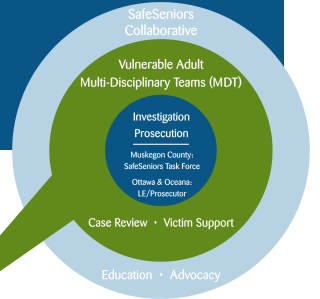 SafeSeniors
Collaborative
Vulnerable Adult
Multi-Disciplinary Teams (MDT)
Investigation
Prosecution
Muskegon County:
SafeSeniors Task Force
Ottawa & Oceana:
LE/Prosecutor
Case Review • Victim Support
Education • Advocacy